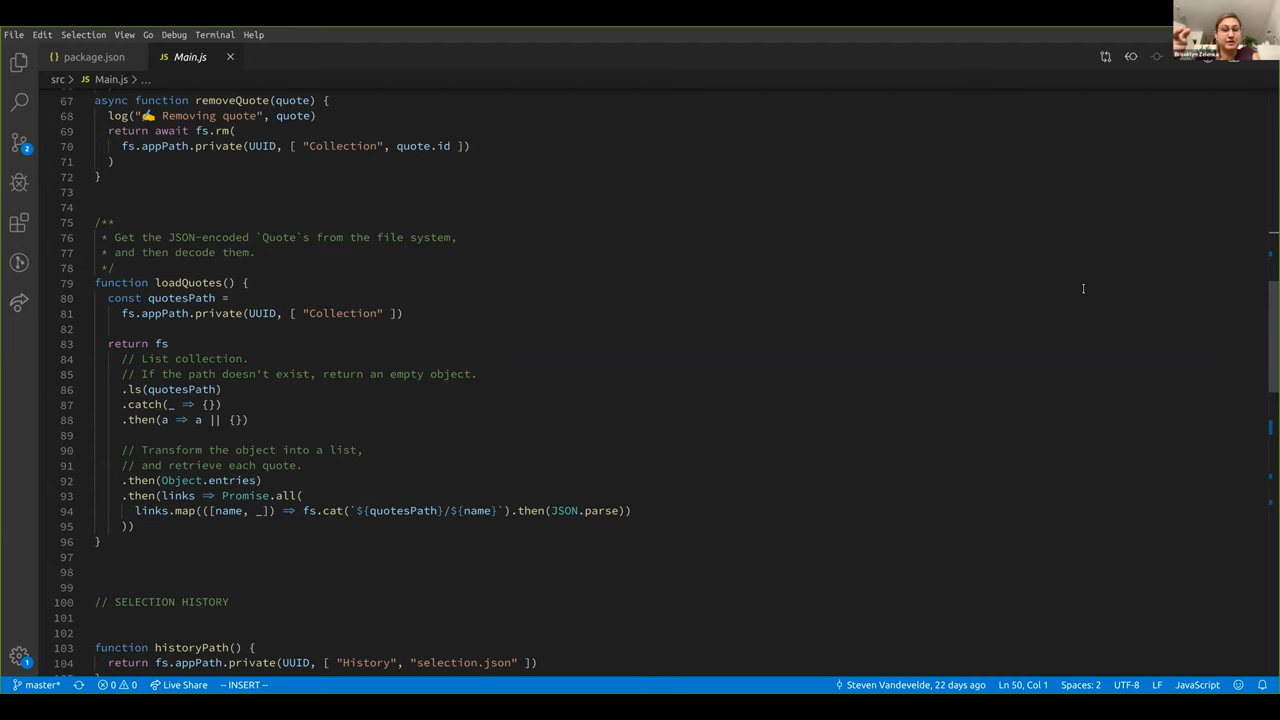 File Edit Selection View Go Debug Terminal Help
package.json JS Main.js
src > JS Main.js > ...
Brooklyn Zelenka
67 async function removeQuote(quote) {
68 log("✍️ Removing quote", quote)
69 return await fs.rm(
70 fs.appPath.private(UUID, [ "Collection", quote.id ])
71 )
72 }
73
74
75 /**
76 * Get the JSON-encoded `Quote`s from the file system,
77 * and then decode them.
78 */
79 function loadQuotes() {
80 const quotesPath =
81 fs.appPath.private(UUID, [ "Collection" ])
82
83 return fs
84 // List collection.
85 // If the path doesn't exist, return an empty object.
86 .ls(quotesPath)
87 .catch(_ => {})
88 .then(a => a || {})
89
90 // Transform the object into a list,
91 // and retrieve each quote.
92 .then(Object.entries)
93 .then(links => Promise.all(
94 links.map(([name, _]) => fs.cat(`${quotesPath}/${name}`).then(JSON.parse))
95 ))
96 }
97
98
99
100 // SELECTION HISTORY
101
102
103 function historyPath() {
104 return fs.appPath.private(UUID, [ "History", "selection.json" ])
2
1
master* 0 0 Live Share -- INSERT -- Steven Vandevelde, 22 days ago Ln 50, Col 1 Spaces: 2 UTF-8 LF JavaScript